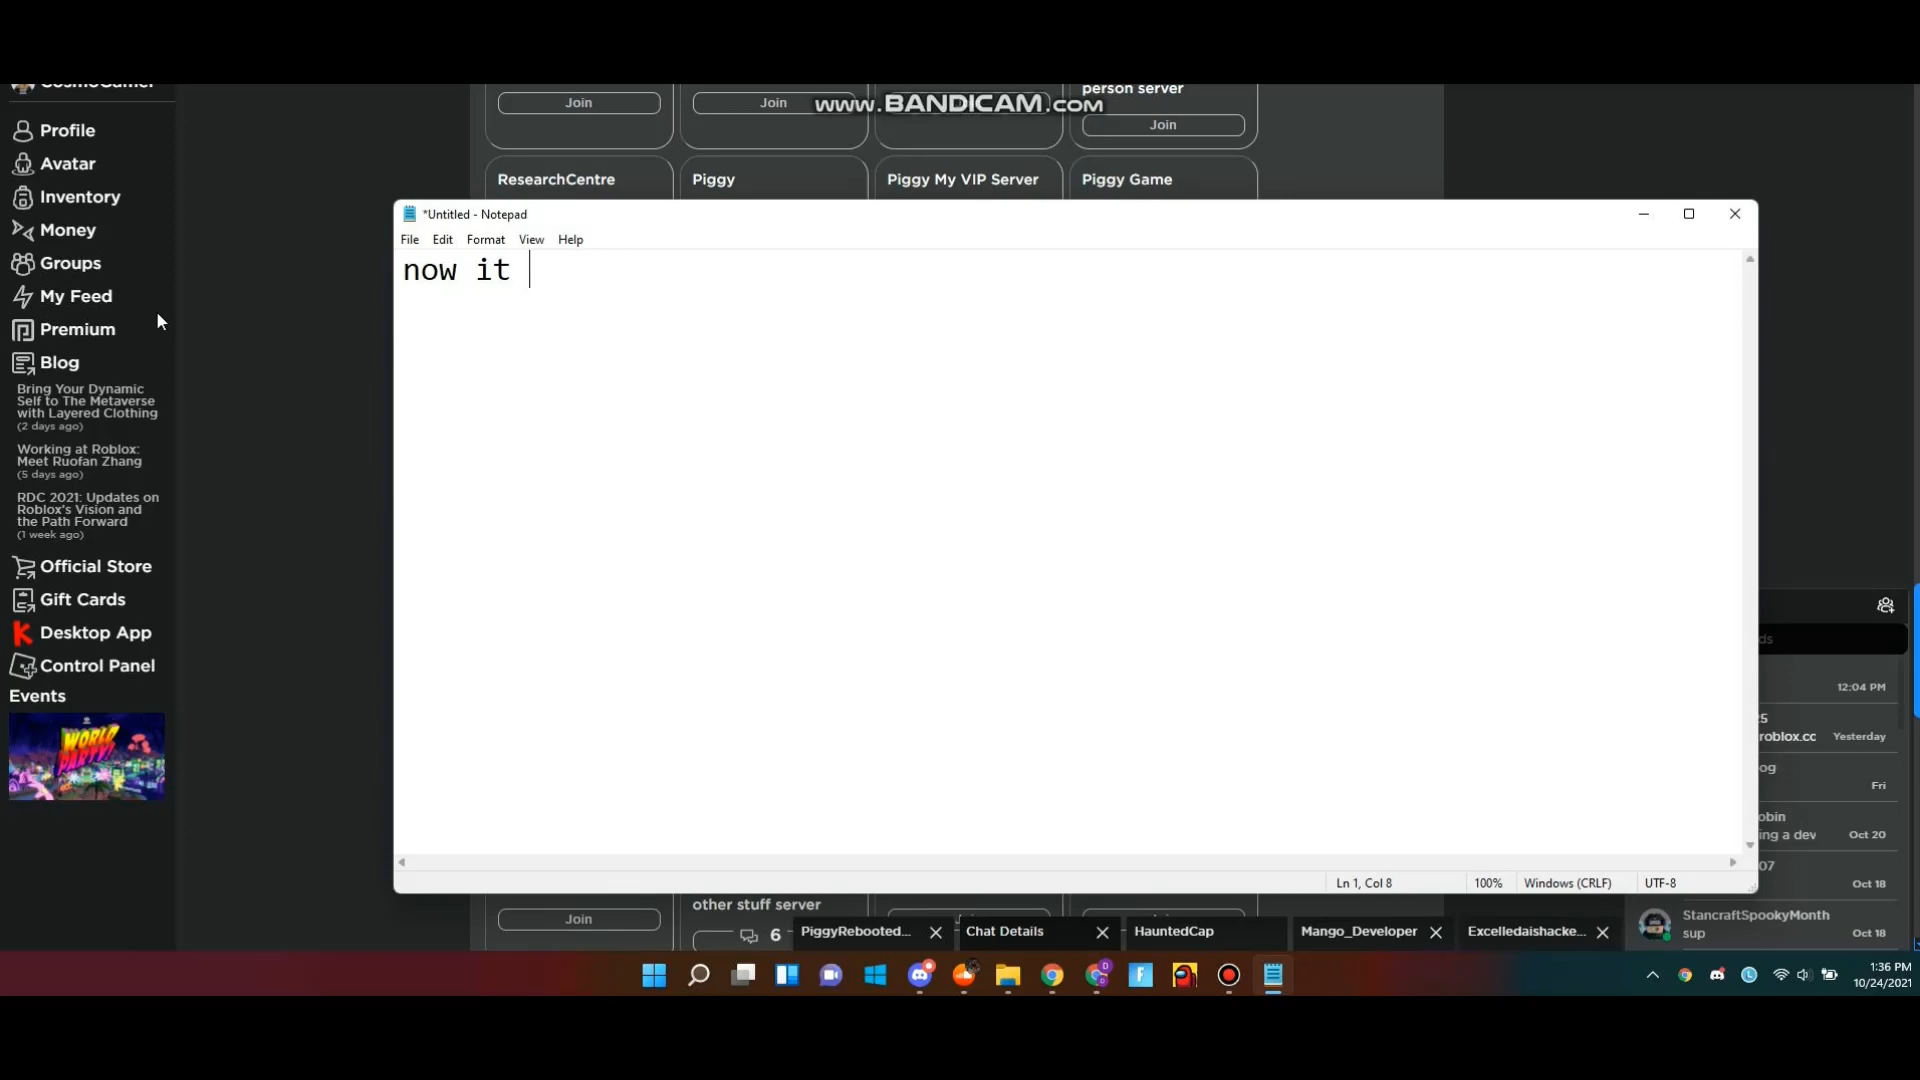 person server
Join
Join
www.BANDICAM.com
Join
Profile
Avatar
Inventory
Money
Groups
My Feed
Premium
Blog
Bring Your Dynamic
Self to The Metaverse
with Layered Clothing
(2 days ago)
Working at Roblox:
Meet Ruofan Zhang
(5 days ago)
RDC 2021: Updates on
Roblox's Vision and
the Path Forward
(1 week ago)
Official Store
Gift Cards
Desktop App
Control Panel
Events
WORLD
PARTY!
ResearchCentre
Piggy
Piggy My VIP Server
Piggy Game
*Untitled - Notepad
File Edit Format View Help
now it
Ln 1, Col 8
100%
Windows (CRLF)
UTF-8
12:04 PM
Yesterday
Fri
Oct 20
07
Oct 18
StancraftSpookyMonth
sup
Oct 18
other stuff server
Join
6
PiggyRebooted...
Chat Details
HauntedCap
Mango_Developer
Excelledaishacke...
1:36 PM
10/24/2021